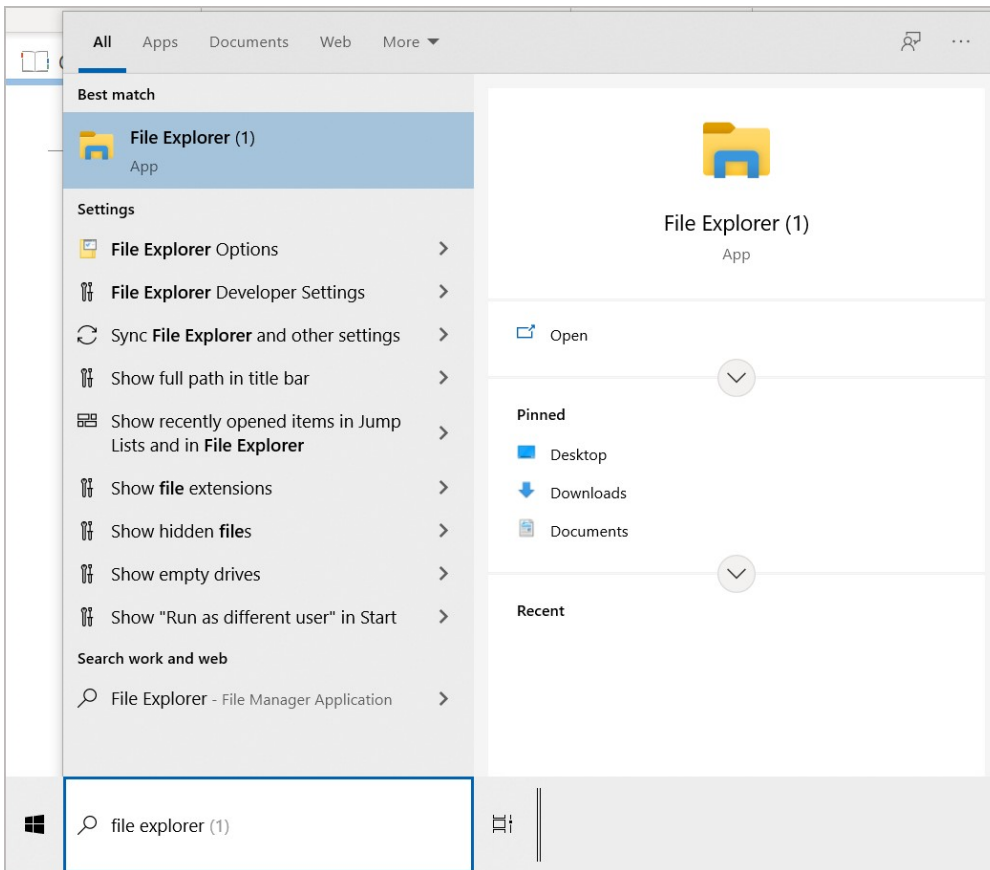 All Apps Documents Web More
Best match
File Explorer (1)
App
Settings
File Explorer Options
File Explorer Developer Settings
Sync File Explorer and other settings
Show full path in title bar
Show recently opened items in Jump
Lists and in File Explorer
Show file extensions
Show hidden files
Show empty drives
Show "Run as different user" in Start
Search work and web
File Explorer - File Manager Application
file explorer (1)
File Explorer (1)
App
Open
Pinned
Desktop
Downloads
Documents
Recent